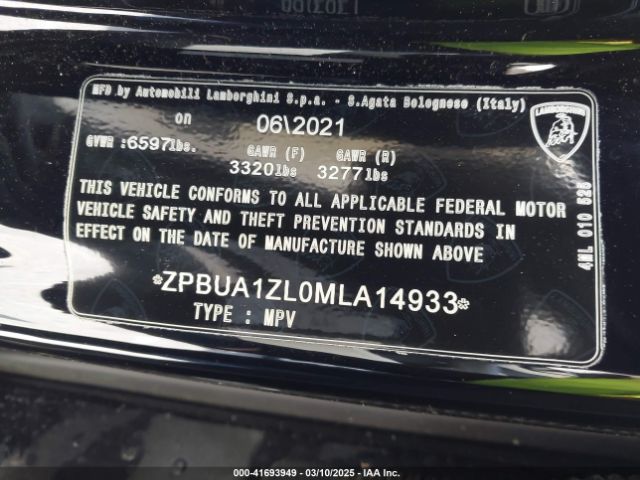 MFD by Automobili Lamborghini S.p.a. - S.Agata Bolognese (Italy)
on 06\2021
GVWR :6597lbs. GAWR (F) GAWR (R)
3320lbs 3277lbs
THIS VEHICLE CONFORMS TO ALL APPLICABLE FEDERAL MOTOR
VEHICLE SAFETY AND THEFT PREVENTION STANDARDS IN
EFFECT ON THE DATE OF MANUFACTURE SHOWN ABOVE
*ZPBUA1ZL0MLA14933*
TYPE : MPV
LAMBORGHINI
4ML 010 525
000-41693949 - 03/10/2025 - IAA Inc.